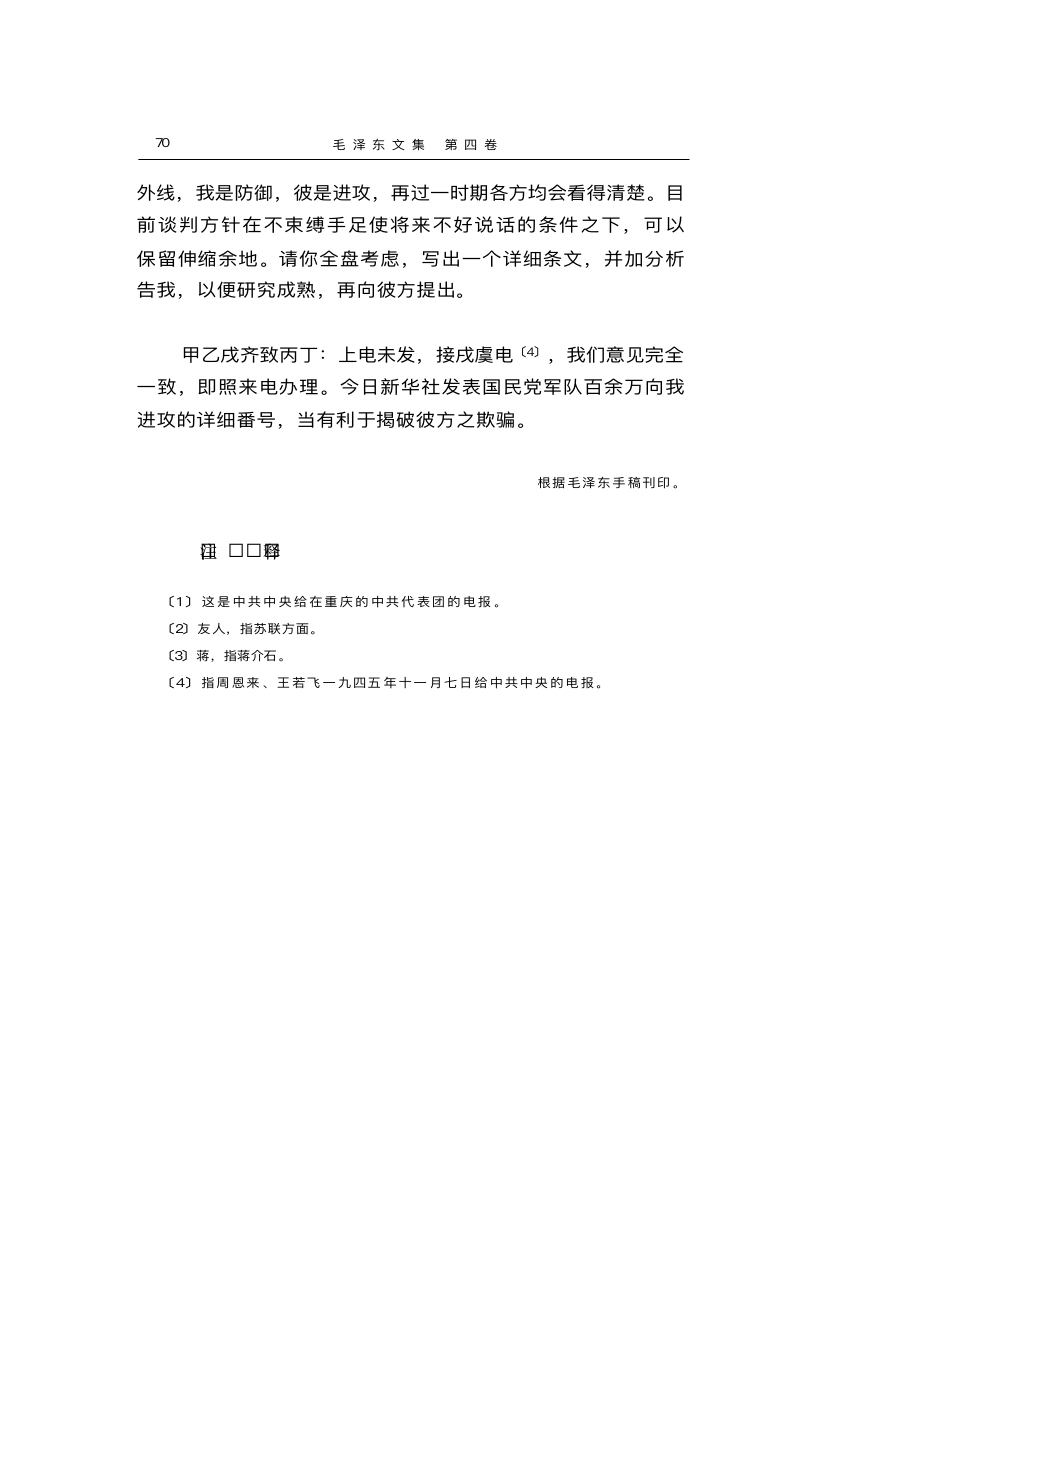 70 毛泽东文集 第四卷
外线，我是防御，彼是进攻，再过一时期各方均会看得清楚。目
前谈判方针在不束缚手足使将来不好说话的条件之下，可以
保留伸缩余地。请你全盘考虑，写出一个详细条文，并加分析
告我，以便研究成熟，再向彼方提出。
甲乙戌齐致丙丁：上电未发，接戌虞电〔4〕，我们意见完全
一致，即照来电办理。今日新华社发表国民党军队百余万向我
进攻的详细番号，当有利于揭破彼方之欺骗。
根据毛泽东手稿刊印。
注 □□释
〔1〕这是中共中央给在重庆的中共代表团的电报。
〔2〕友人，指苏联方面。
〔3〕蒋，指蒋介石。
〔4〕指周恩来、王若飞一九四五年十一月七日给中共中央的电报。